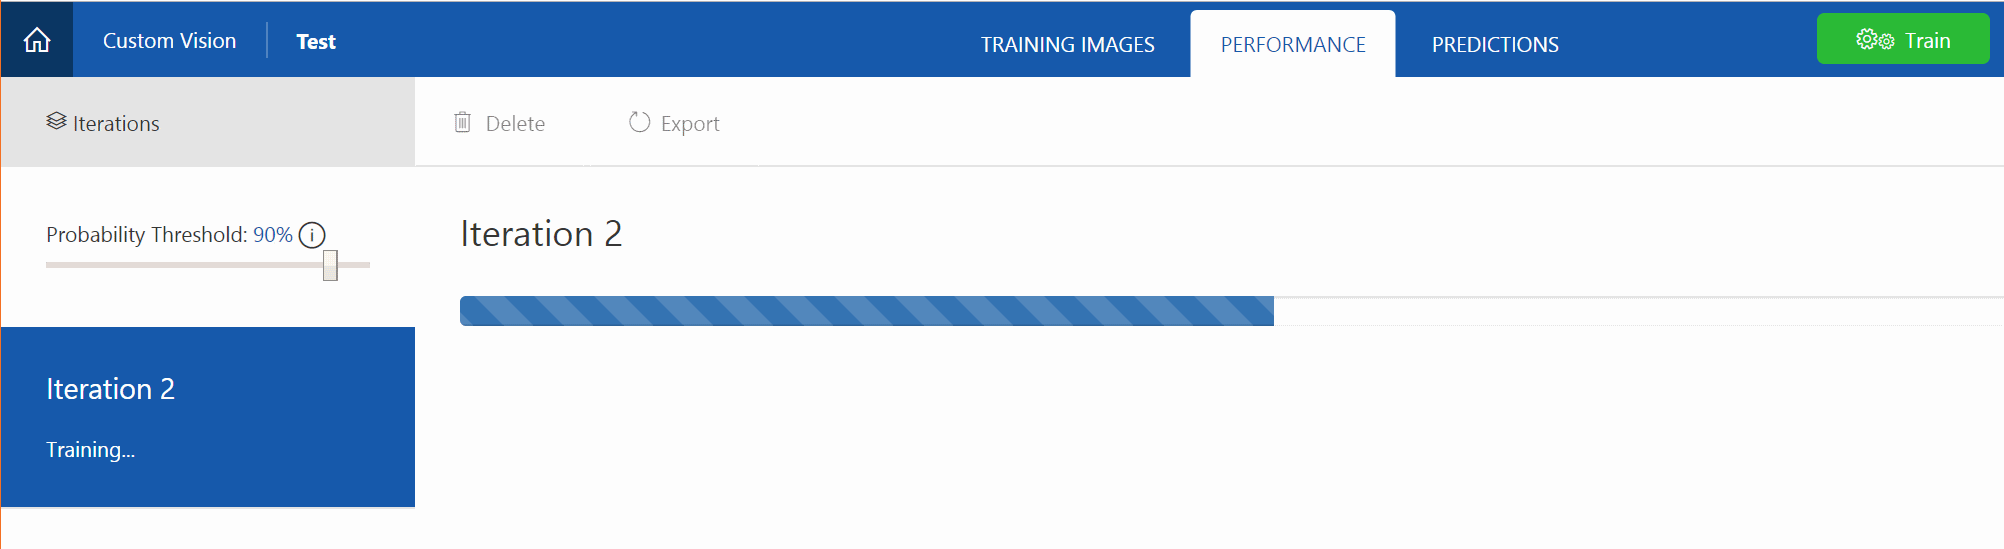 Custom Vision Test TRAINING IMAGES PERFORMANCE PREDICTIONS Train
Iterations Delete Export
Probability Threshold: 90% i
Iteration 2
Iteration 2
Training...